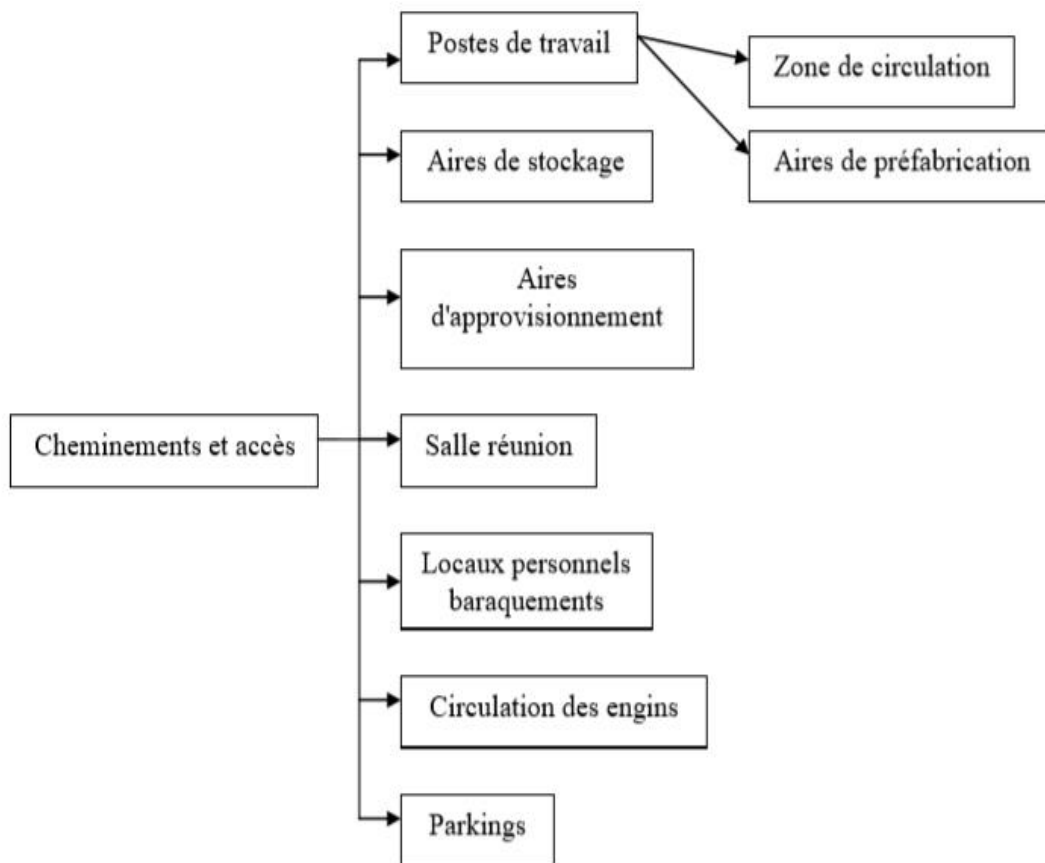 Postes de travail
Zone de circulation
Aires de stockage
Aires de préfabrication
Aires
d'approvisionnement
Cheminements et accès
Salle réunion
Locaux personnels
baraquements
Circulation des engins
Parkings